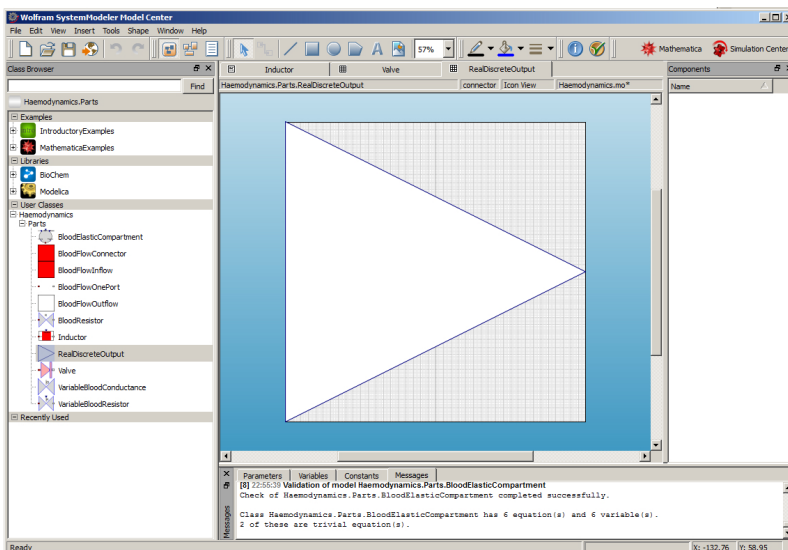 Wolfram SystemModeler Model Center
File Edit View Insert Tools Shape Window Help
57%
Mathematica
Simulation Center
Class Browser
Inductor
Valve
RealDiscreteOutput
Components
Find
Haemodynamics.Parts.RealDiscreteOutput
connector
Icon View
Haemodynamics.mo*
Name
Haemodynamics.Parts
Examples
IntroductoryExamples
MathematicaExamples
Libraries
BioChem
Modelica
User Classes
Haemodynamics
Parts
BloodElasticCompartment
BloodFlowConnector
BloodFlowInflow
BloodFlowOnePort
BloodFlowOutflow
BloodResistor
Inductor
RealDiscreteOutput
Valve
VariableBloodConductance
VariableBloodResistor
Recently Used
Parameters Variables Constants Messages
[8] 22:55:39 Validation of model Haemodynamics.Parts.BloodElasticCompartment
Check of Haemodynamics.Parts.BloodElasticCompartment completed successfully.
Class Haemodynamics.Parts.BloodElasticCompartment has 6 equation(s) and 6 variable(s).
2 of these are trivial equation(s).
Messages
Ready
X: -132.76 Y: 58.95